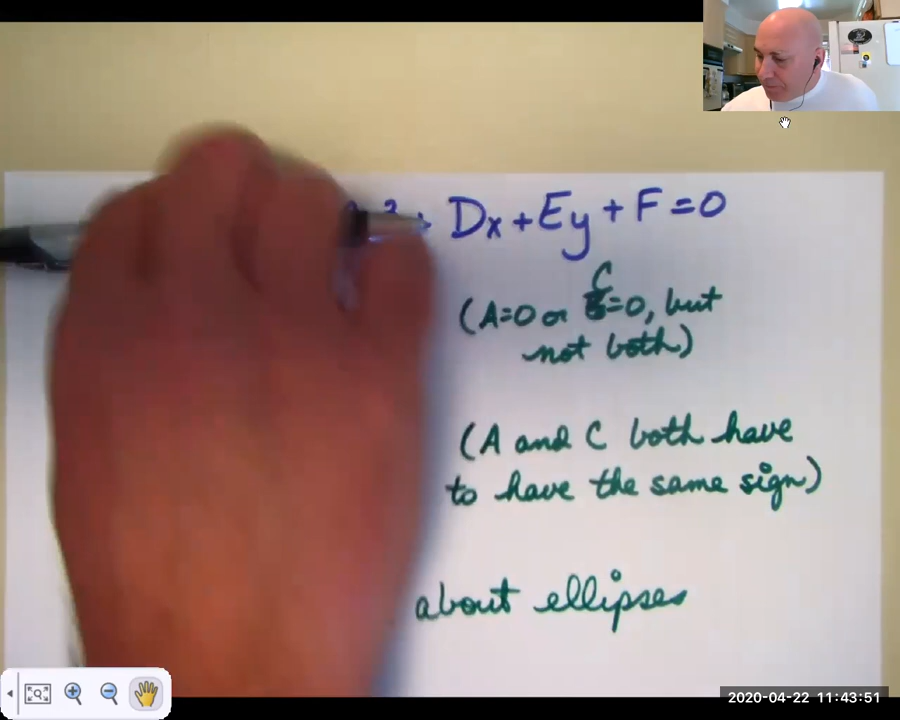 Dx + Ey + F = 0
(A=0 or C=0, but
not both)
(A and C both have
to have the same sign)
about ellipses
2020-04-22 11:43:51